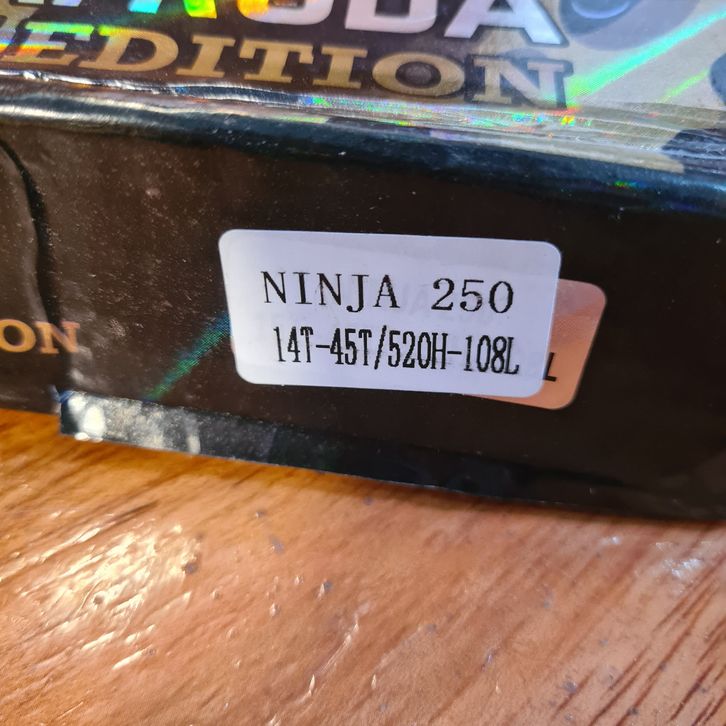 EDITION
ON
NINJA 250
14T-45T/520H-108L
L